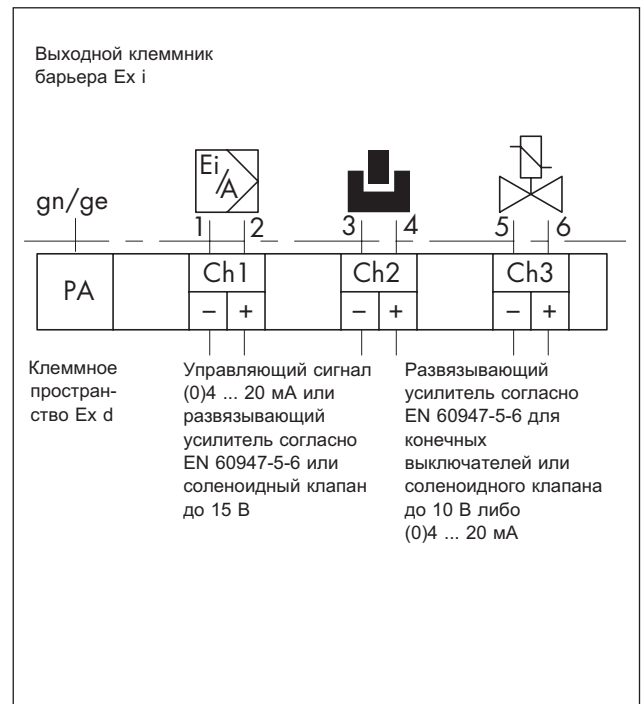 Выходной клеммник
барьера Ex i
Ei/A
gn/ge
1 2 3 4 5 6
PA Ch1 Ch2 Ch3
– + – + – +
Клеммное
простран-
ство Ex d
Управляющий сигнал
(0)4 ... 20 мА или
развязывающий
усилитель согласно
EN 60947-5-6 или
соленоидный клапан
до 15 В
Развязывающий
усилитель согласно
EN 60947-5-6 для
конечных
выключателей или
соленоидного клапана
до 10 В либо
(0)4 ... 20 мА